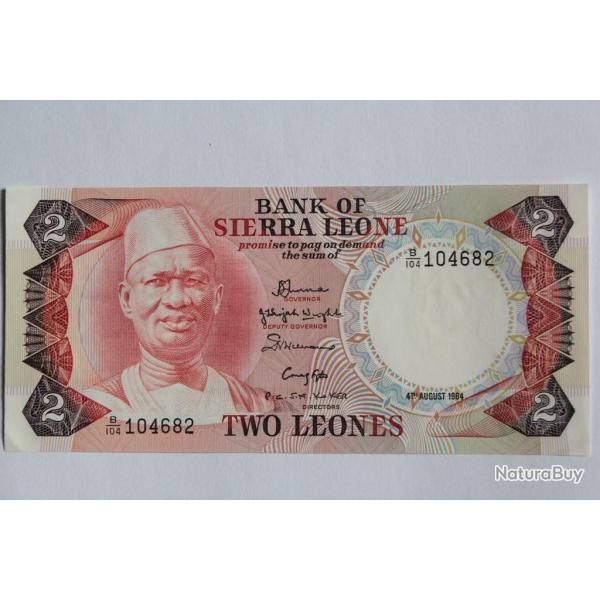 2
2
BANK OF
SIERRA LEONE
promise to pay on demand
the sum of
B/104 104682
GOVERNOR
DEPUTY GOVERNOR
DIRECTORS
4TH AUGUST 1984
B/104 104682
TWO LEONES
2
2
NaturaBuy